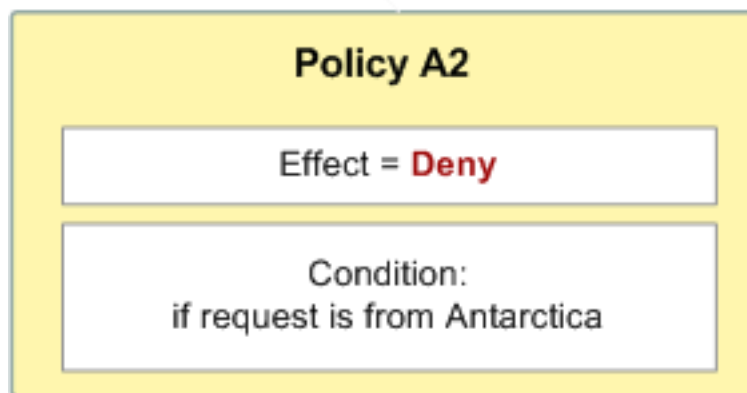 Policy A2
Effect = Deny
Condition:
if request is from Antarctica